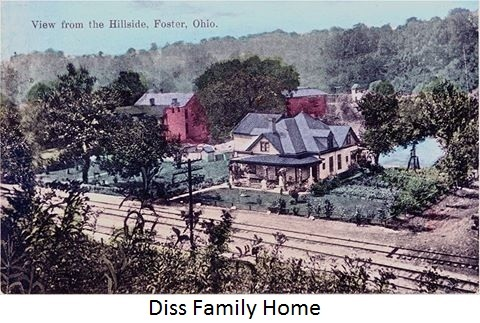 View from the Hillside, Foster, Ohio.
Diss Family Home